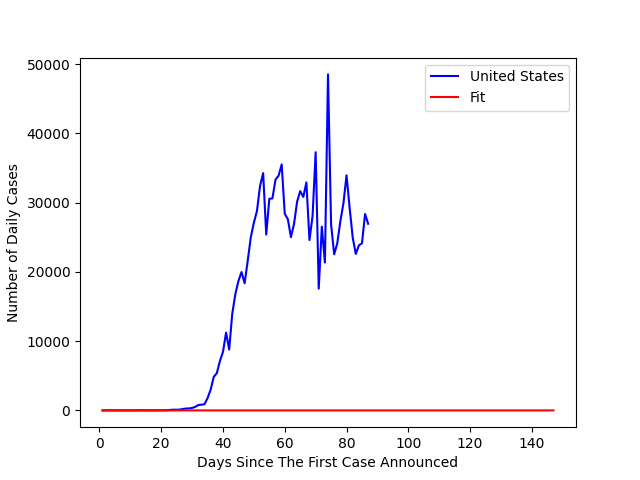 50000
40000
30000
20000
10000
0
Number of Daily Cases
United States
Fit
0 20 40 60 80 100 120 140
Days Since The First Case Announced